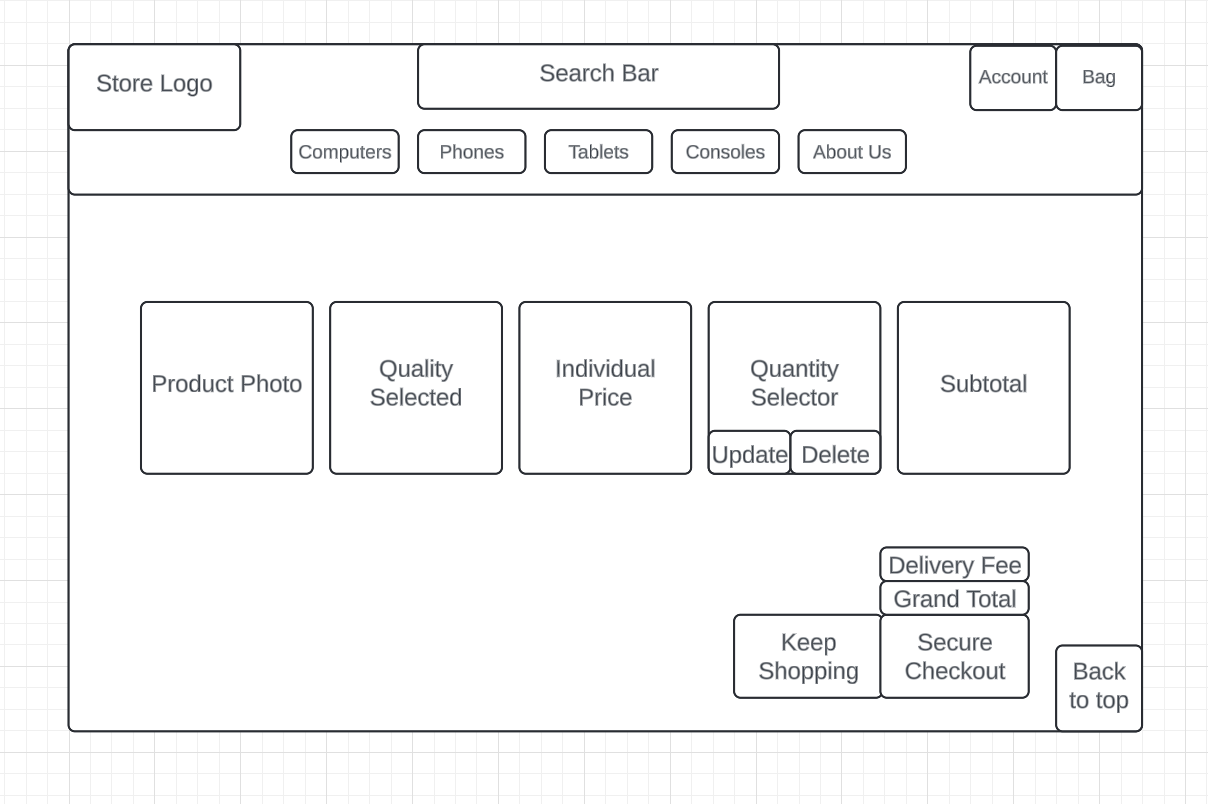 Store Logo
Search Bar
Account
Bag
Computers
Phones
Tablets
Consoles
About Us
Product Photo
Quality
Selected
Individual
Price
Quantity
Selector
Update
Delete
Subtotal
Delivery Fee
Grand Total
Keep
Shopping
Secure
Checkout
Back
to top